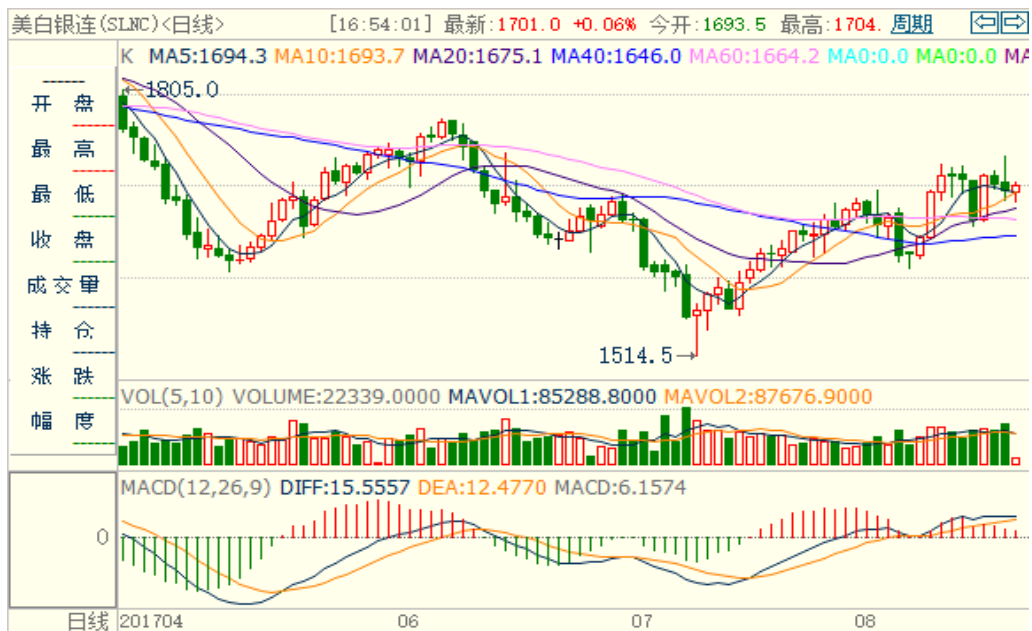 美白银连(SLNC)<日线> [16:54:01] 最新:1701.0 +0.06% 今开:1693.5 最高:1704. 周期
K MA5:1694.3 MA10:1693.7 MA20:1675.1 MA40:1646.0 MA60:1664.2 MA0:0.0 MA0:0.0 MA
1805.0
开 盘
最 高
最 低
收 盘
成交量
持 仓
涨 跌
幅 度
1514.5
VOL(5,10) VOLUME:22339.0000 MAVOL1:85288.8000 MAVOL2:87676.9000
MACD(12,26,9) DIFF:15.5557 DEA:12.4770 MACD:6.1574
0
日线 201704 06 07 08